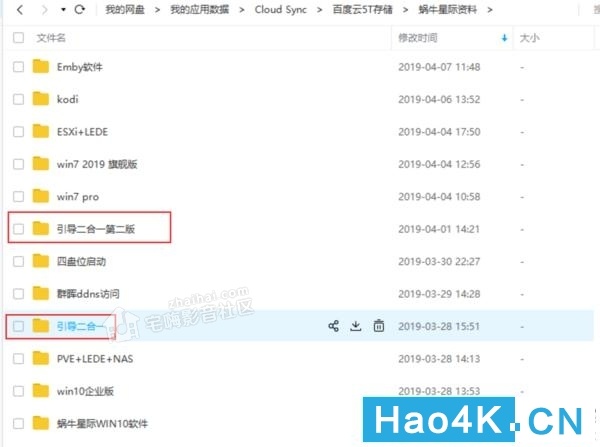 我的网盘 > 我的应用数据 > Cloud Sync > 百度云5T存储 > 蜗牛星际资料 >
文件名 修改时间 大小
Emby软件 2019-04-07 11:48 -
kodi 2019-04-06 13:52 -
ESXi+LEDE 2019-04-04 17:50 -
win7 2019 旗舰版 2019-04-04 12:56 -
win7 pro 2019-04-04 10:58 -
引导二合一第二版 2019-04-01 14:21 -
四盘位启动 2019-03-30 22:27 -
群晖ddns访问 2019-03-29 14:28 -
zhaihai.com
宅嗨影音社区
引导二合一 2019-03-28 15:51 -
PVE+LEDE+NAS 2019-03-28 14:13 -
win10企业版 2019-03-28 13:53 -
蜗牛星际WIN10软件
Hao4K.CN